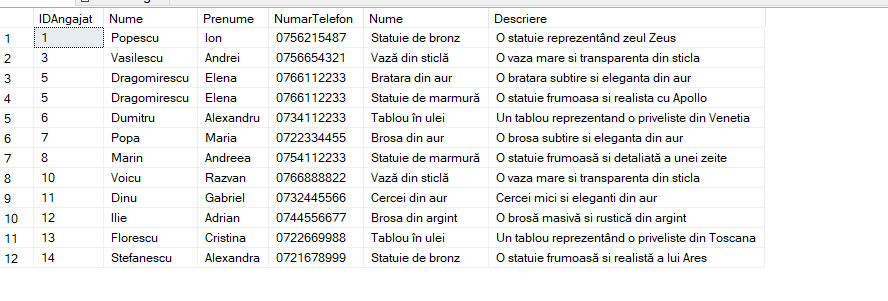 IDAngajat Nume Prenume NumarTelefon Nume Descriere
1 1 Popescu Ion 0756215487 Statuie de bronz O statuie reprezentând zeul Zeus
2 3 Vasilescu Andrei 0756654321 Vază din sticlă O vaza mare si transparenta din sticla
3 5 Dragomirescu Elena 0766112233 Bratara din aur O bratara subtire si eleganta din aur
4 5 Dragomirescu Elena 0766112233 Statuie de marmură O statuie frumoasa si realista cu Apollo
5 6 Dumitru Alexandru 0734112233 Tablou în ulei Un tablou reprezentand o priveliste din Venetia
6 7 Popa Maria 0722334455 Brosa din aur O brosa subtire si eleganta din aur
7 8 Marin Andreea 0754112233 Statuie de marmură O statuie frumoasă si detaliată a unei zeite
8 10 Voicu Razvan 0766888822 Vază din sticlă O vaza mare si transparenta din sticla
9 11 Dinu Gabriel 0732445566 Cercei din aur Cercei mici si eleganti din aur
10 12 Ilie Adrian 0744556677 Brosa din argint O brosă masivă si rustică din argint
11 13 Florescu Cristina 0722669988 Tablou în ulei Un tablou reprezentând o priveliste din Toscana
12 14 Stefanescu Alexandra 0721678999 Statuie de bronz O statuie frumoasă si realistă a lui Ares